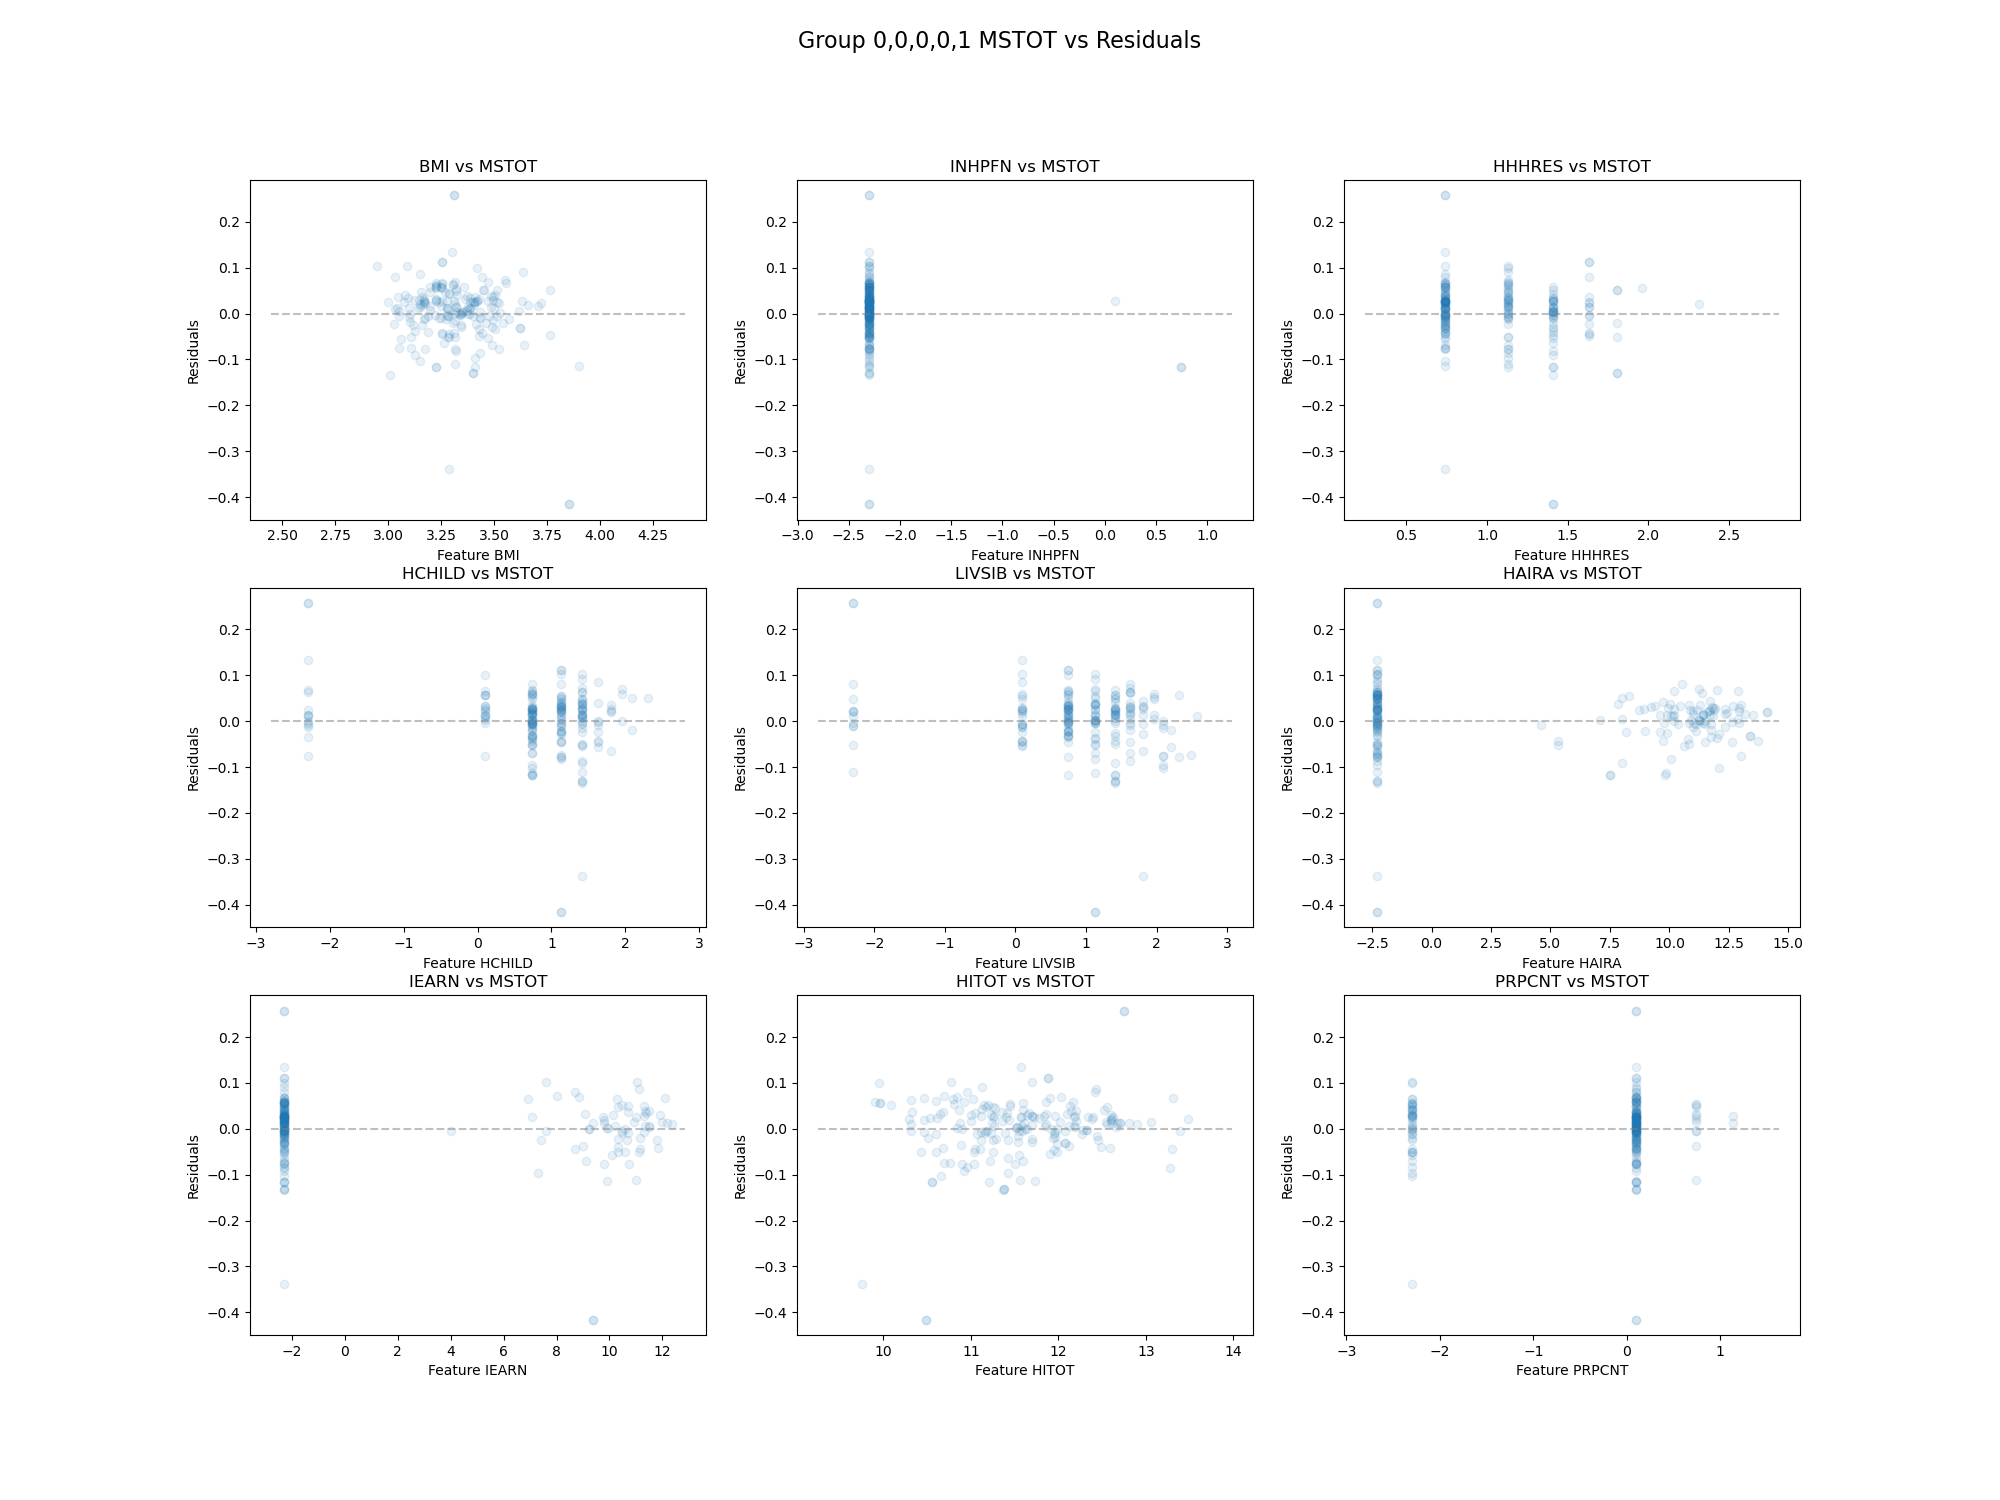 Group 0,0,0,0,1 MSTOT vs Residuals
BMI vs MSTOT
INHPFN vs MSTOT
HHHRES vs MSTOT
Residuals
0.2
0.1
0.0
−0.1
−0.2
−0.3
−0.4
2.50 2.75 3.00 3.25 3.50 3.75 4.00 4.25
Feature BMI
Residuals
0.2
0.1
0.0
−0.1
−0.2
−0.3
−0.4
−3.0 −2.5 −2.0 −1.5 −1.0 −0.5 0.0 0.5 1.0
Feature INHPFN
Residuals
0.2
0.1
0.0
−0.1
−0.2
−0.3
−0.4
0.5 1.0 1.5 2.0 2.5
Feature HHHRES
HCHILD vs MSTOT
LIVSIB vs MSTOT
HAIRA vs MSTOT
Residuals
0.2
0.1
0.0
−0.1
−0.2
−0.3
−0.4
−3 −2 −1 0 1 2 3
Feature HCHILD
Residuals
0.2
0.1
0.0
−0.1
−0.2
−0.3
−0.4
−3 −2 −1 0 1 2 3
Feature LIVSIB
Residuals
0.2
0.1
0.0
−0.1
−0.2
−0.3
−0.4
−2.5 0.0 2.5 5.0 7.5 10.0 12.5 15.0
Feature HAIRA
IEARN vs MSTOT
HITOT vs MSTOT
PRPCNT vs MSTOT
Residuals
0.2
0.1
0.0
−0.1
−0.2
−0.3
−0.4
−2 0 2 4 6 8 10 12
Feature IEARN
Residuals
0.2
0.1
0.0
−0.1
−0.2
−0.3
−0.4
10 11 12 13 14
Feature HITOT
Residuals
0.2
0.1
0.0
−0.1
−0.2
−0.3
−0.4
−3 −2 −1 0 1
Feature PRPCNT